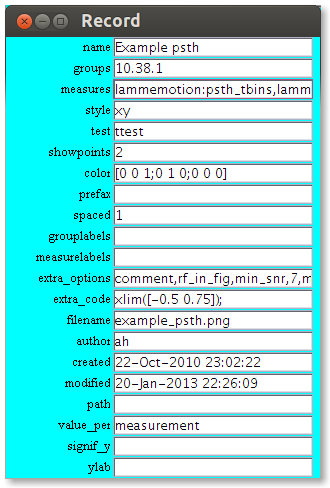 Record
name Example psth
groups 10.38.1
measures lammemotion:psth_tbins,lamm
style xy
test ttest
showpoints 2
color [0 0 1;0 1 0;0 0 0]
prefax
spaced 1
grouplabels
measurelabels
extra_options comment,rf_in_fig,min_snr,7,m
extra_code xlim([-0.5 0.75]);
filename example_psth.png
author ah
created 22-Oct-2010 23:02:22
modified 20-Jan-2013 22:26:09
path
value_per measurement
signif_y
ylab